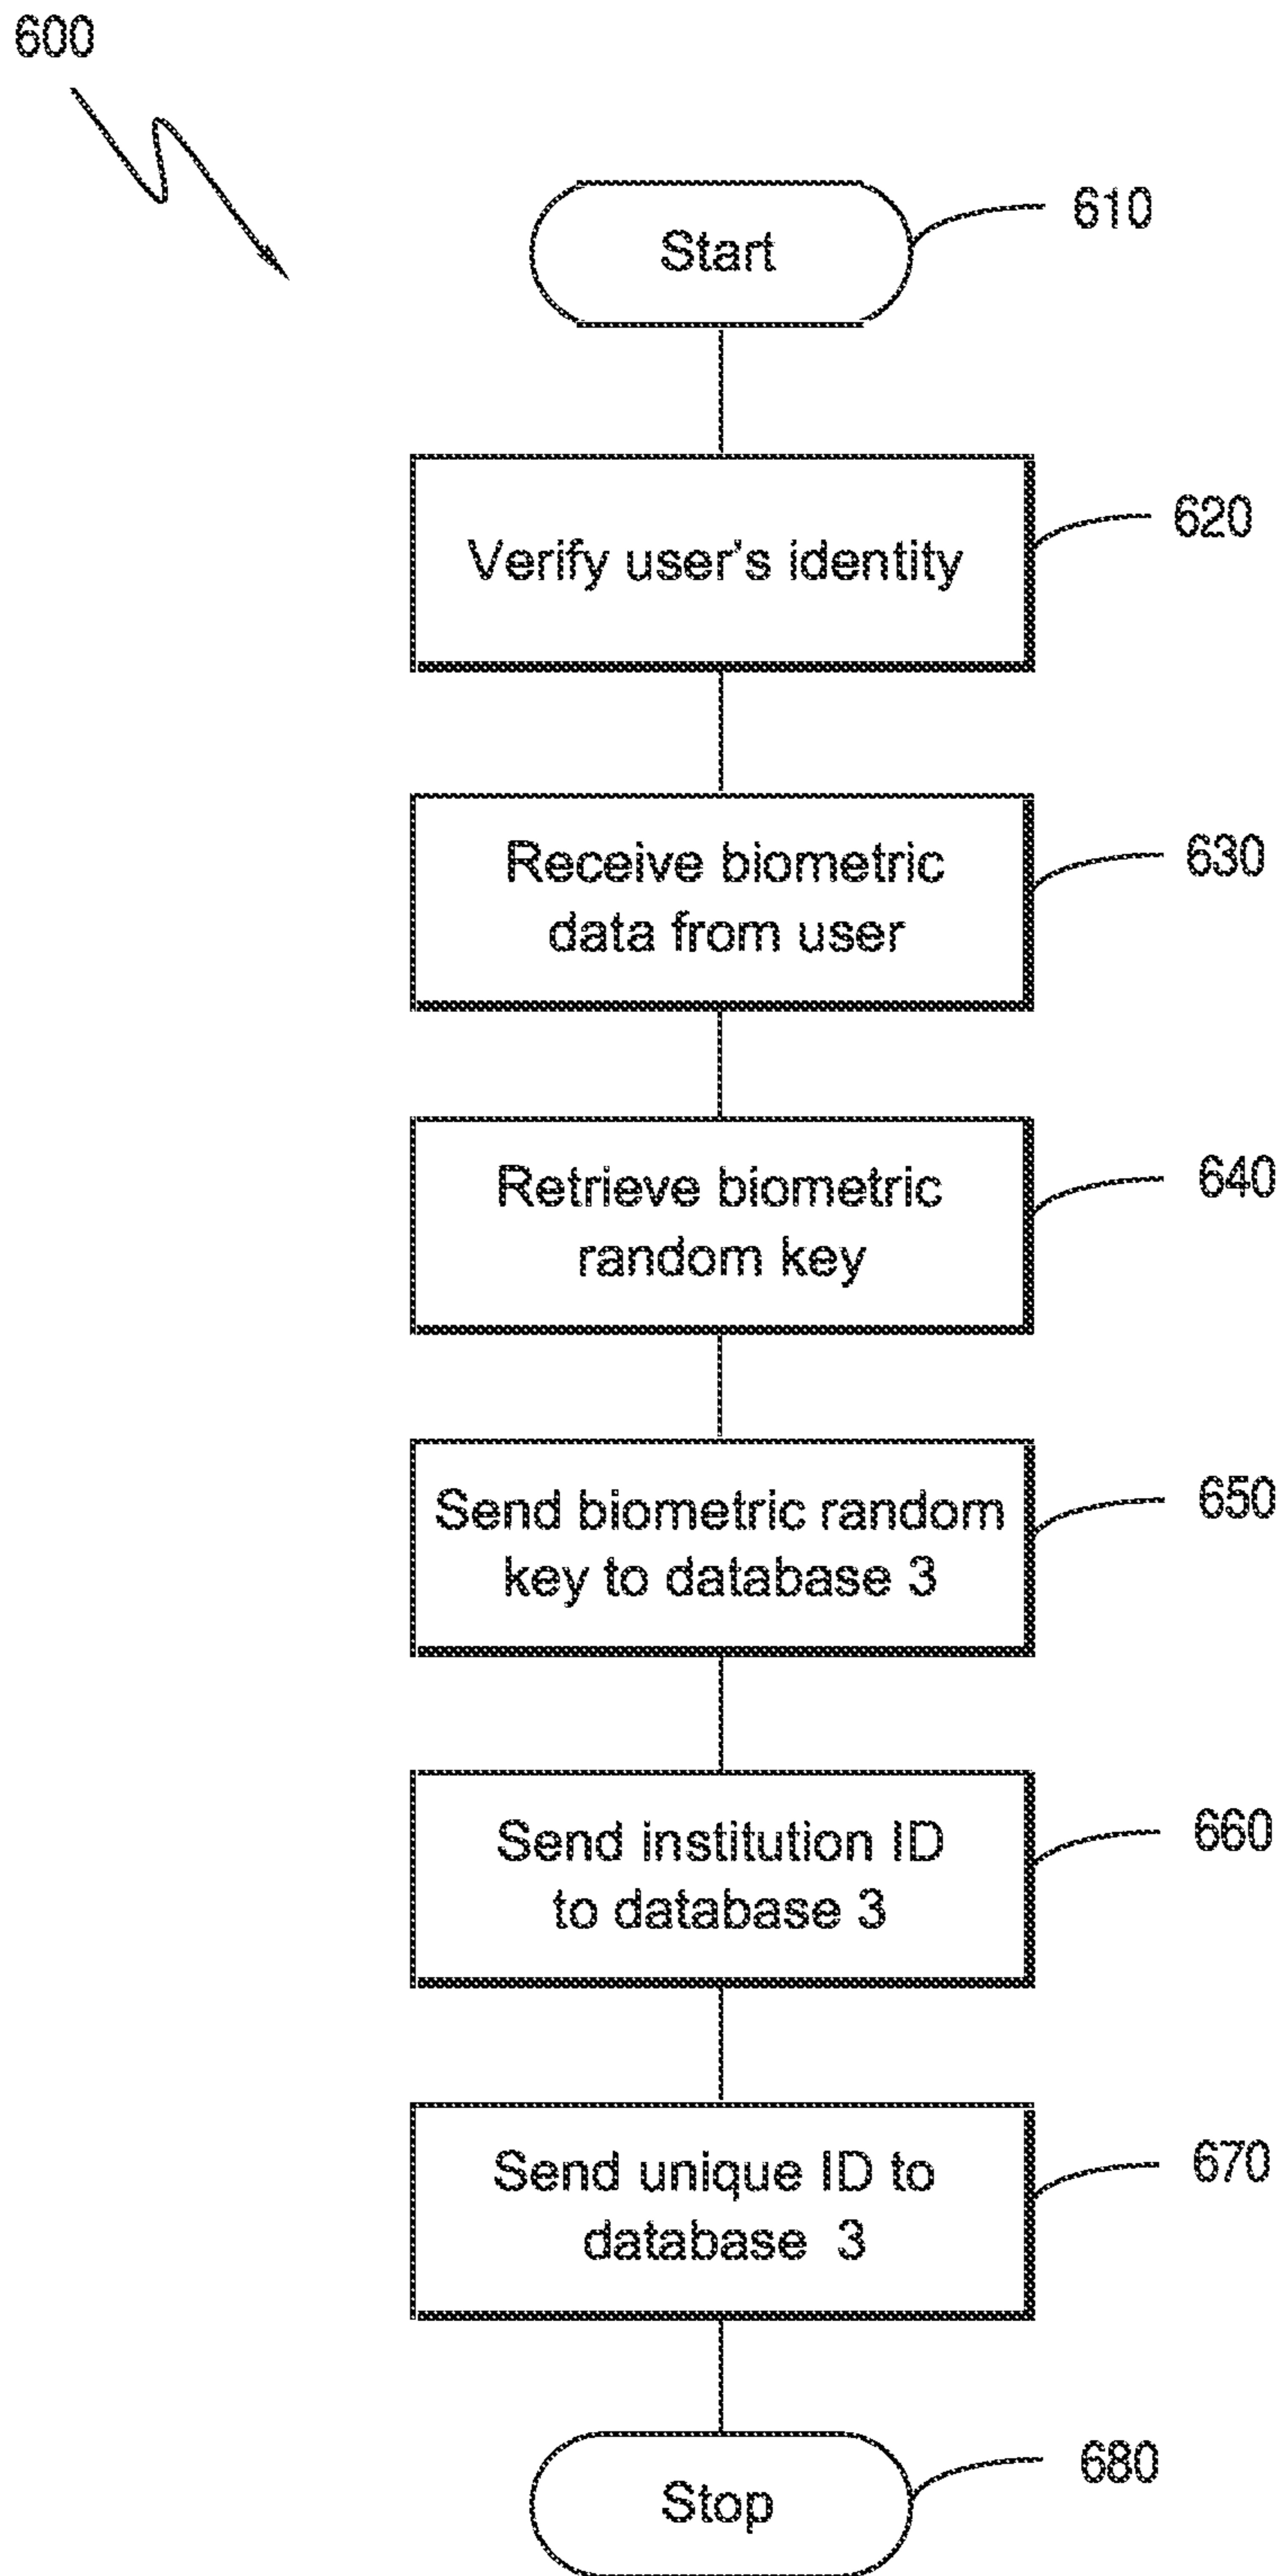 600
Start
610
Verify user's identity
620
Receive biometric
data from user
630
Retrieve biometric
random key
640
Send biometric random
key to database 3
650
Send institution ID
to database 3
660
Send unique ID to
database 3
670
Stop
680